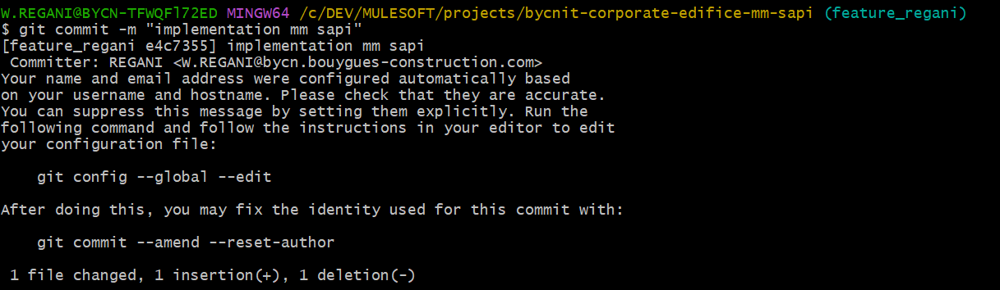 W.REGANI@BYCN-TFWQFl72ED MINGW64 /c/DEV/MULESOFT/projects/bycnit-corporate-edifice-mm-sapi (feature_regani)
$ git commit -m "implementation mm sapi"
[feature_regani e4c7355] implementation mm sapi
 Committer: REGANI <W.REGANI@bycn.bouygues-construction.com>
Your name and email address were configured automatically based
on your username and hostname. Please check that they are accurate.
You can suppress this message by setting them explicitly. Run the
following command and follow the instructions in your editor to edit
your configuration file:

    git config --global --edit

After doing this, you may fix the identity used for this commit with:

    git commit --amend --reset-author

 1 file changed, 1 insertion(+), 1 deletion(-)